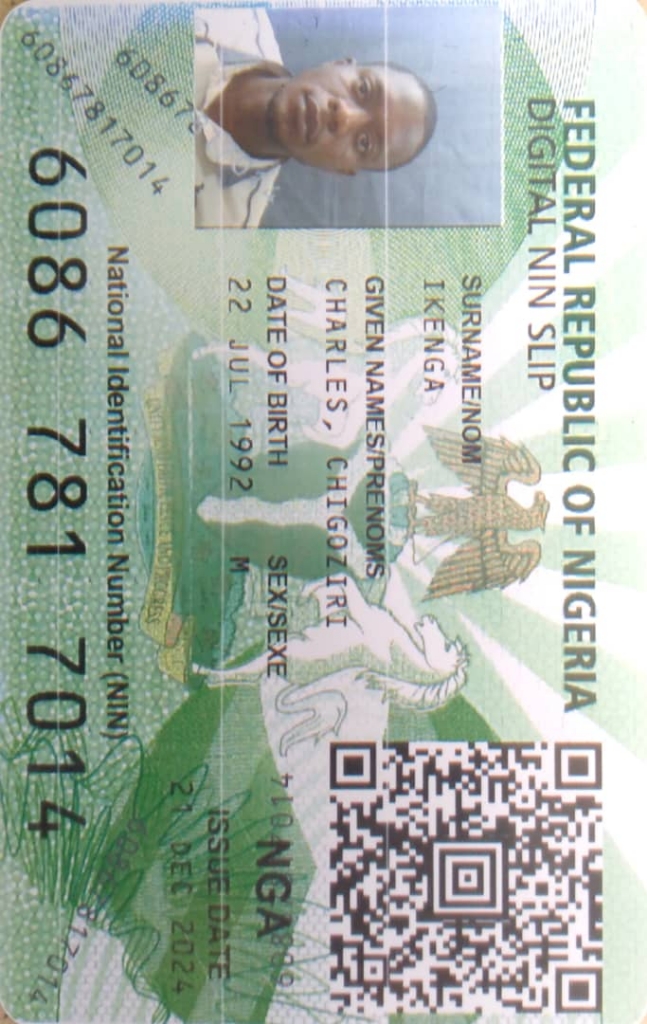 FEDERAL REPUBLIC OF NIGERIA
DIGITAL NIN SLIP
SURNAME/NOM
IKENGA
GIVEN NAMES/PRENOMS
CHARLES, CHIGOZIRI
DATE OF BIRTH SEX/SEXE
22 JUL 1992 M
NGA
ISSUE DATE
21 DEC 2024
National Identification Number (NIN)
6086 781 7014
60867817014